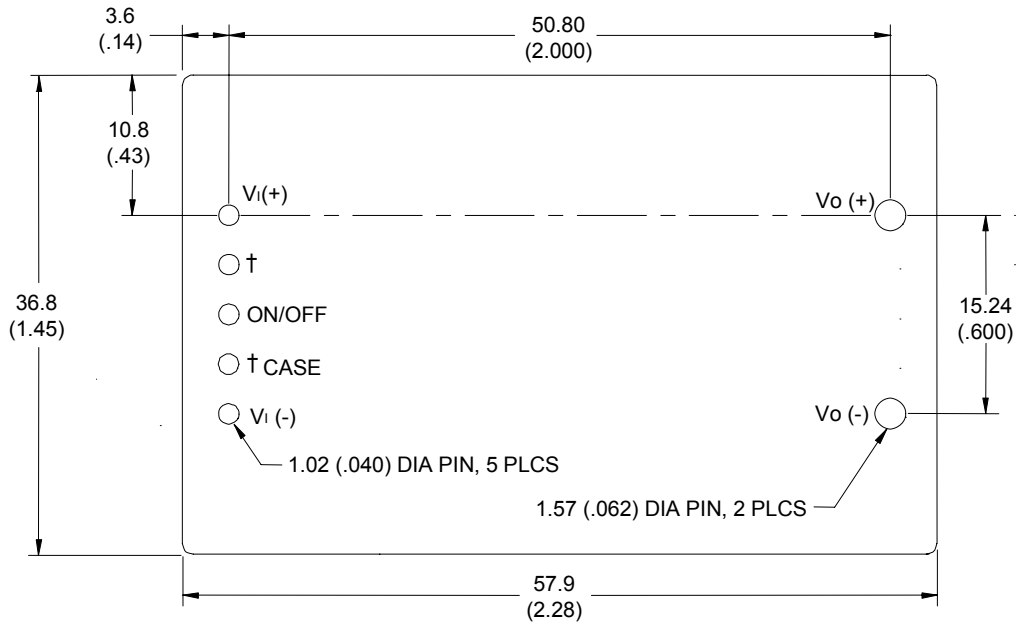 3.6
(.14)
50.80
(2.000)
10.8
(.43)
VI(+)
Vo (+)
†
36.8
(1.45)
ON/OFF
15.24
(.600)
† CASE
VI (-)
Vo (-)
1.02 (.040) DIA PIN, 5 PLCS
1.57 (.062) DIA PIN, 2 PLCS
57.9
(2.28)